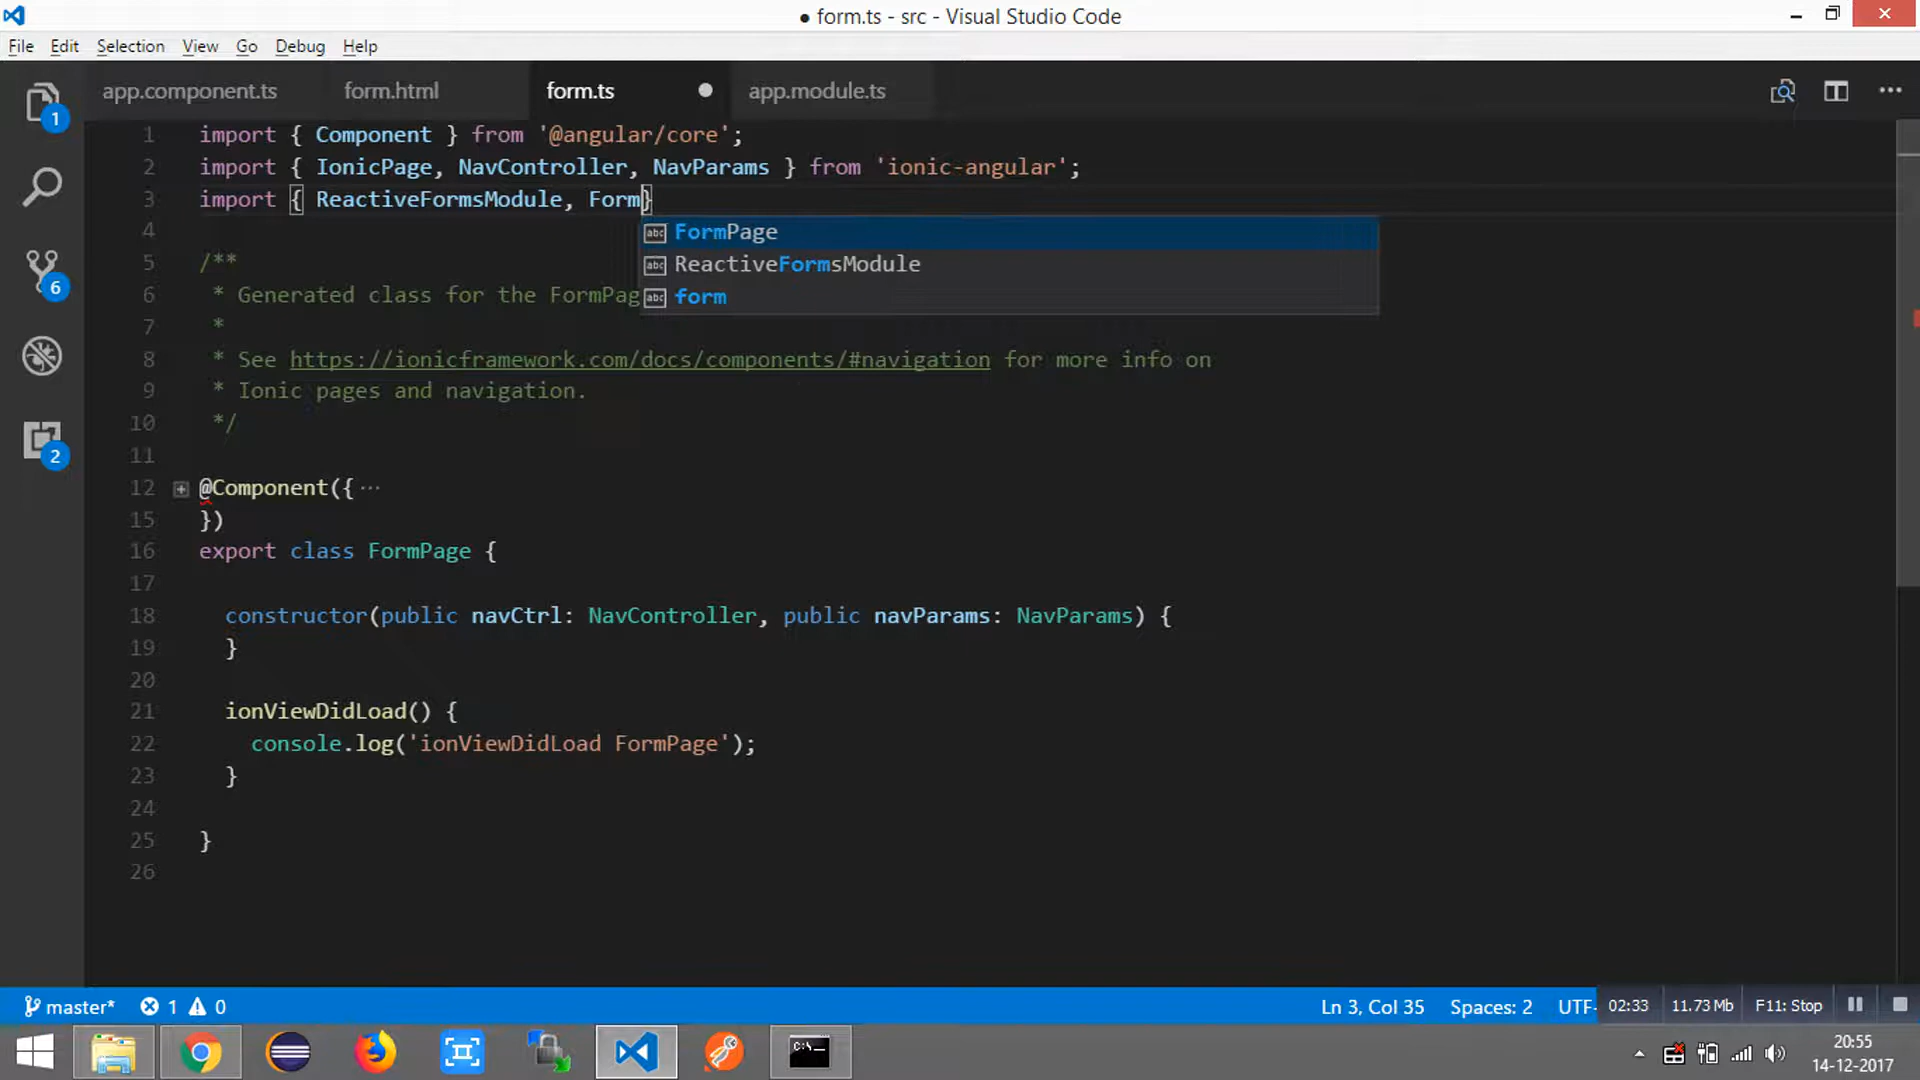 ● form.ts - src - Visual Studio Code
File Edit Selection View Go Debug Help
app.component.ts form.html form.ts app.module.ts
1 import { Component } from '@angular/core';
2 import { IonicPage, NavController, NavParams } from 'ionic-angular';
3 import { ReactiveFormsModule, Form}
4
abc FormPage
abc ReactiveFormsModule
abc form
5 /**
6 * Generated class for the FormPag
7 *
8 * See https://ionicframework.com/docs/components/#navigation for more info on
9 * Ionic pages and navigation.
10 */
11
12 @Component({ ···
15 })
16 export class FormPage {
17
18 constructor(public navCtrl: NavController, public navParams: NavParams) {
19 }
20
21 ionViewDidLoad() {
22 console.log('ionViewDidLoad FormPage');
23 }
24
25 }
26
1
6
2
master* 1 0 Ln 3, Col 35 Spaces: 2 UTF- 02:33 11.73 Mb F11: Stop
C:\_
20:55
14-12-2017